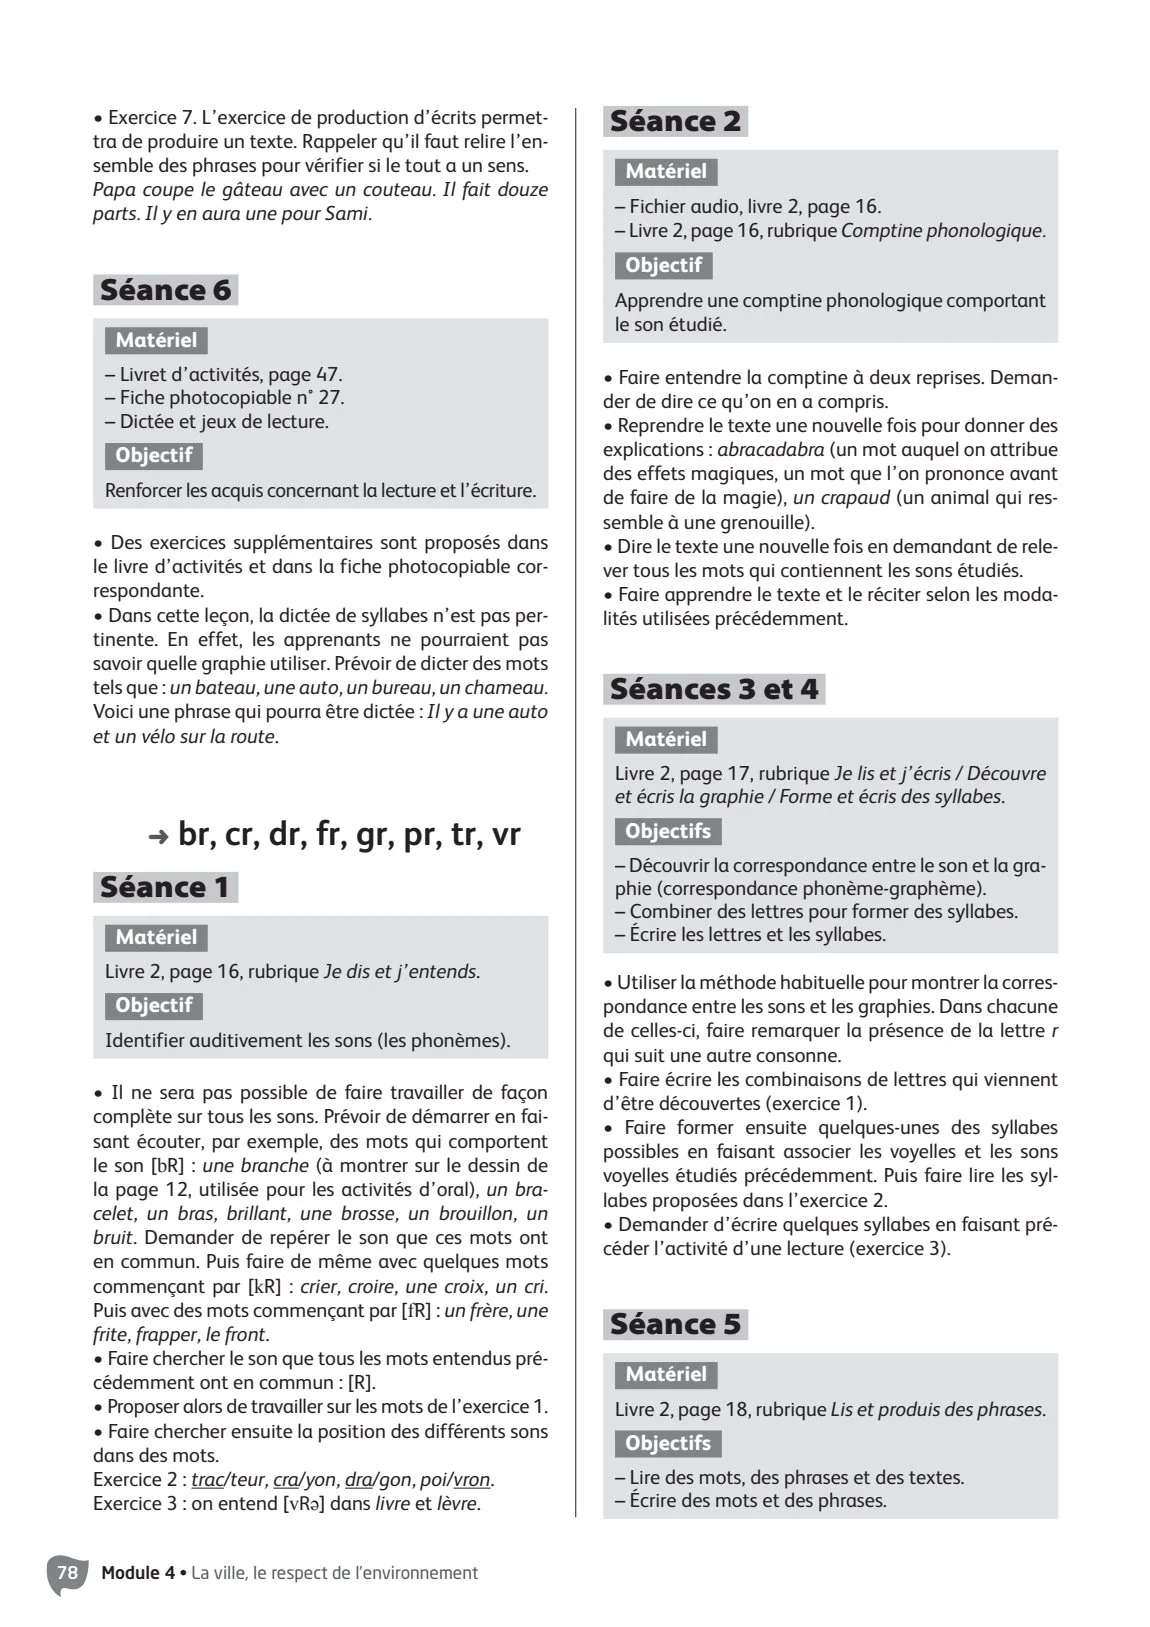 • Exercice 7. L’exercice de production d’écrits permet-
tra de produire un texte. Rappeler qu’il faut relire l’en-
semble des phrases pour vérifier si le tout a un sens.
Papa coupe le gâteau avec un couteau. Il fait douze
parts. Il y en aura une pour Sami.
Séance 6
Matériel
– Livret d’activités, page 47.
– Fiche photocopiable n° 27.
– Dictée et jeux de lecture.
Objectif
Renforcer les acquis concernant la lecture et l’écriture.
• Des exercices supplémentaires sont proposés dans
le livre d’activités et dans la fiche photocopiable cor-
respondante.
• Dans cette leçon, la dictée de syllabes n’est pas per-
tinente. En effet, les apprenants ne pourraient pas
savoir quelle graphie utiliser. Prévoir de dicter des mots
tels que : un bateau, une auto, un bureau, un chameau.
Voici une phrase qui pourra être dictée : Il y a une auto
et un vélo sur la route.
➜ br, cr, dr, fr, gr, pr, tr, vr
Séance 1
Matériel
Livre 2, page 16, rubrique Je dis et j’entends.
Objectif
Identifier auditivement les sons (les phonèmes).
• Il ne sera pas possible de faire travailler de façon
complète sur tous les sons. Prévoir de démarrer en fai-
sant écouter, par exemple, des mots qui comportent
le son [bR] : une branche (à montrer sur le dessin de
la page 12, utilisée pour les activités d’oral), un bra-
celet, un bras, brillant, une brosse, un brouillon, un
bruit. Demander de repérer le son que ces mots ont
en commun. Puis faire de même avec quelques mots
commençant par [kR] : crier, croire, une croix, un cri.
Puis avec des mots commençant par [fR] : un frère, une
frite, frapper, le front.
• Faire chercher le son que tous les mots entendus pré-
cédemment ont en commun : [R].
• Proposer alors de travailler sur les mots de l’exercice 1.
• Faire chercher ensuite la position des différents sons
dans des mots.
Exercice 2 : trac/teur, cra/yon, dra/gon, poi/vron.
Exercice 3 : on entend [vRə] dans livre et lèvre.
Séance 2
Matériel
– Fichier audio, livre 2, page 16.
– Livre 2, page 16, rubrique Comptine phonologique.
Objectif
Apprendre une comptine phonologique comportant
le son étudié.
• Faire entendre la comptine à deux reprises. Deman-
der de dire ce qu’on en a compris.
• Reprendre le texte une nouvelle fois pour donner des
explications : abracadabra (un mot auquel on attribue
des effets magiques, un mot que l’on prononce avant
de faire de la magie), un crapaud (un animal qui res-
semble à une grenouille).
• Dire le texte une nouvelle fois en demandant de rele-
ver tous les mots qui contiennent les sons étudiés.
• Faire apprendre le texte et le réciter selon les moda-
lités utilisées précédemment.
Séances 3 et 4
Matériel
Livre 2, page 17, rubrique Je lis et j’écris / Découvre
et écris la graphie / Forme et écris des syllabes.
Objectifs
– Découvrir la correspondance entre le son et la gra-
phie (correspondance phonème-graphème).
– Combiner des lettres pour former des syllabes.
– Écrire les lettres et les syllabes.
• Utiliser la méthode habituelle pour montrer la corres-
pondance entre les sons et les graphies. Dans chacune
de celles-ci, faire remarquer la présence de la lettre r
qui suit une autre consonne.
• Faire écrire les combinaisons de lettres qui viennent
d’être découvertes (exercice 1).
• Faire former ensuite quelques-unes des syllabes
possibles en faisant associer les voyelles et les sons
voyelles étudiés précédemment. Puis faire lire les syl-
labes proposées dans l’exercice 2.
• Demander d’écrire quelques syllabes en faisant pré-
céder l’activité d’une lecture (exercice 3).
Séance 5
Matériel
Livre 2, page 18, rubrique Lis et produis des phrases.
Objectifs
– Lire des mots, des phrases et des textes.
– Écrire des mots et des phrases.
78 Module 4 • La ville, le respect de l’environnement